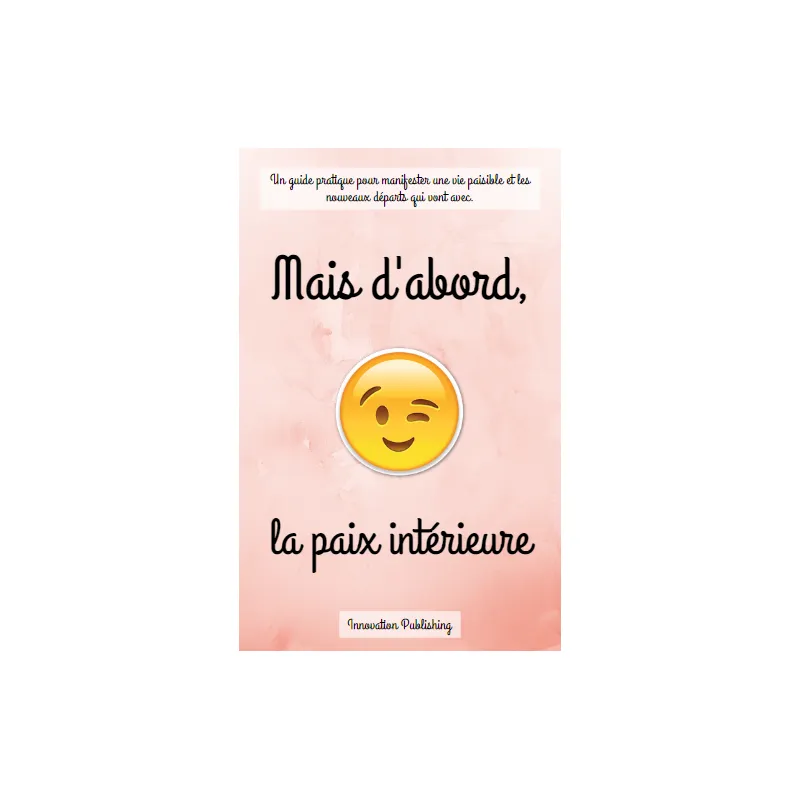 Un guide pratique pour manifester une vie paisible et les
nouveaux départs qui vont avec.
Mais d'abord,
la paix intérieure
Innovation Publishing